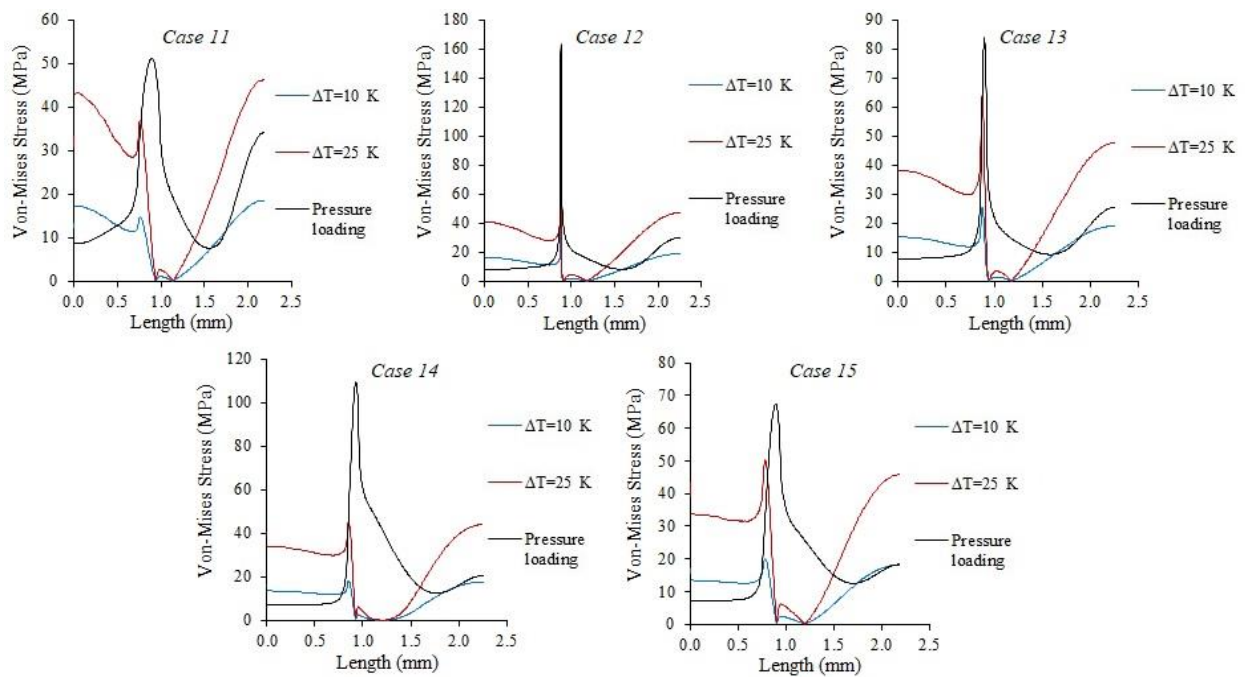 Case 11
Von-Mises Stress (MPa)
60
50
40
30
20
10
0
0.0 0.5 1.0 1.5 2.0 2.5
Length (mm)
ΔT=10 K
ΔT=25 K
Pressure
loading
Case 12
Von-Mises Stress (MPa)
180
160
140
120
100
80
60
40
20
0
0.0 0.5 1.0 1.5 2.0 2.5
Length (mm)
ΔT=10 K
ΔT=25 K
Pressure
loading
Case 13
Von-Mises Stress (MPa)
90
80
70
60
50
40
30
20
10
0
0.0 0.5 1.0 1.5 2.0 2.5
Length (mm)
ΔT=10 K
ΔT=25 K
Pressure
loading
Case 14
Von-Mises Stress (MPa)
120
100
80
60
40
20
0
0.0 0.5 1.0 1.5 2.0 2.5
Length (mm)
ΔT=10 K
ΔT=25 K
Pressure
loading
Case 15
Von-Mises Stress (MPa)
80
70
60
50
40
30
20
10
0
0.0 0.5 1.0 1.5 2.0 2.5
Length (mm)
ΔT=10 K
ΔT=25 K
Pressure
loading